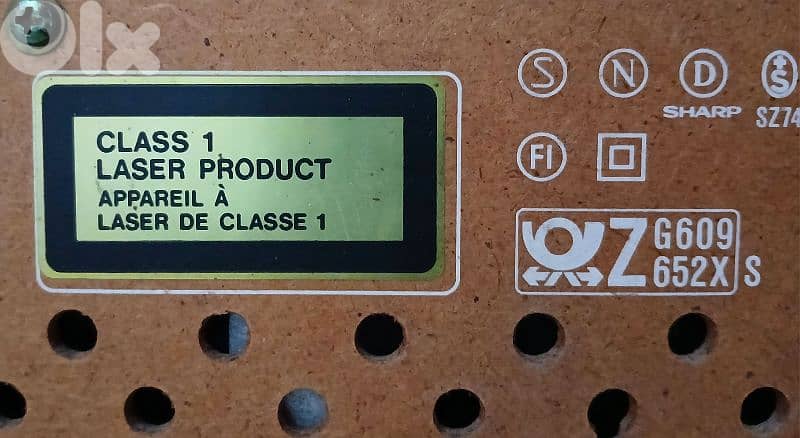 olx
CLASS 1
LASER PRODUCT
APPAREIL À
LASER DE CLASSE 1
S N D S
SHARP SZ74
FI
Z G609
652X S